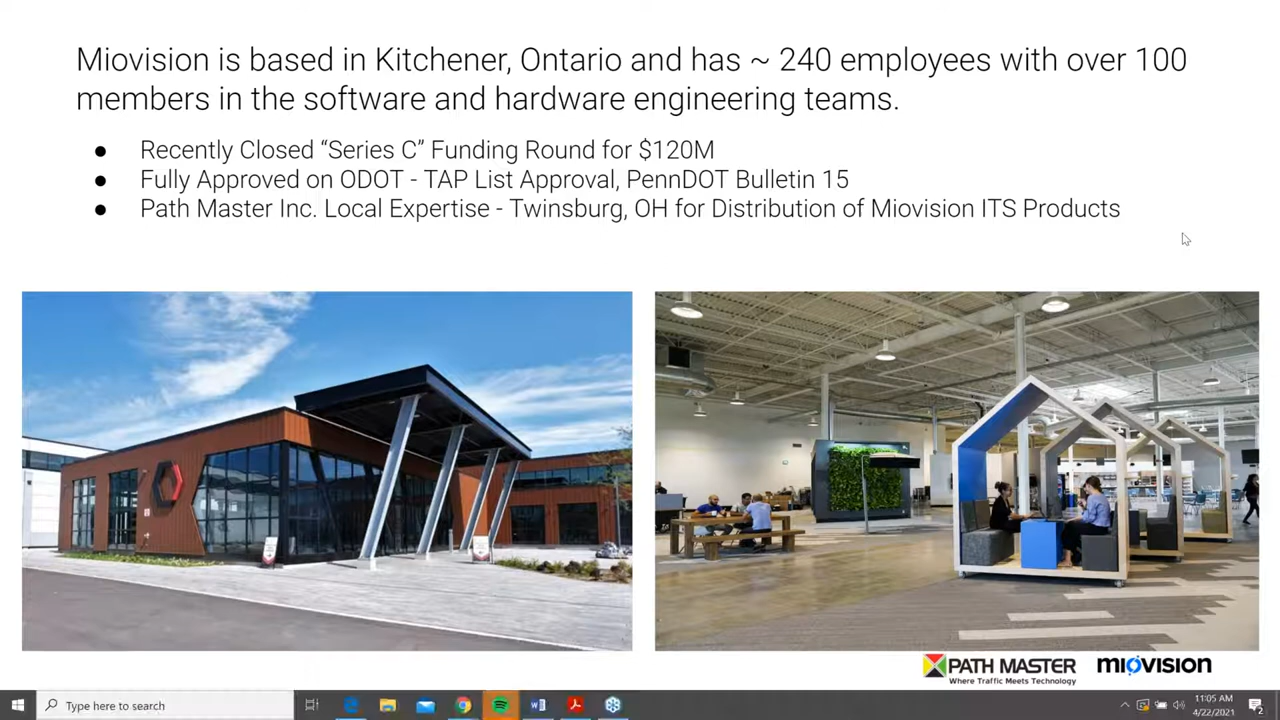 Miovision is based in Kitchener, Ontario and has ~ 240 employees with over 100
members in the software and hardware engineering teams.
● Recently Closed “Series C” Funding Round for $120M
● Fully Approved on ODOT - TAP List Approval, PennDOT Bulletin 15
● Path Master Inc. Local Expertise - Twinsburg, OH for Distribution of Miovision ITS Products
PATH MASTER
Where Traffic Meets Technology
miovision
Type here to search
11:05 AM
4/22/2021
2